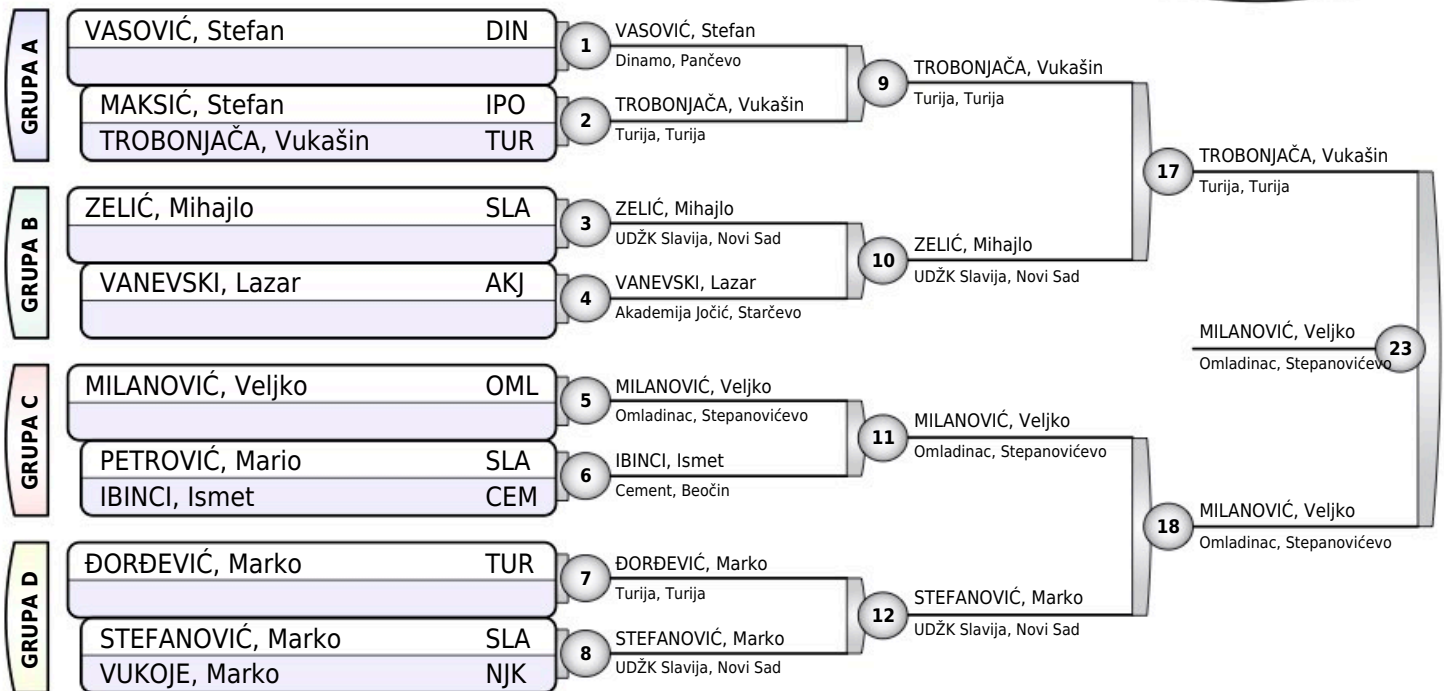 GRUPA A
VASOVIĆ, Stefan DIN
MAKSIĆ, Stefan IPO
TROBONJAČA, Vukašin TUR
GRUPA B
ZELIĆ, Mihajlo SLA
VANEVSKI, Lazar AKJ
GRUPA C
MILANOVIĆ, Veljko OML
PETROVIĆ, Mario SLA
IBINCI, Ismet CEM
GRUPA D
ĐORĐEVIĆ, Marko TUR
STEFANOVIĆ, Marko SLA
VUKOJE, Marko NJK
1
VASOVIĆ, Stefan
Dinamo, Pančevo
2
TROBONJAČA, Vukašin
Turija, Turija
3
ZELIĆ, Mihajlo
UDŽK Slavija, Novi Sad
4
VANEVSKI, Lazar
Akademija Jočić, Starčevo
5
MILANOVIĆ, Veljko
Omladinac, Stepanovićevo
6
IBINCI, Ismet
Cement, Beočin
7
ĐORĐEVIĆ, Marko
Turija, Turija
8
STEFANOVIĆ, Marko
UDŽK Slavija, Novi Sad
9
TROBONJAČA, Vukašin
Turija, Turija
10
ZELIĆ, Mihajlo
UDŽK Slavija, Novi Sad
11
MILANOVIĆ, Veljko
Omladinac, Stepanovićevo
12
STEFANOVIĆ, Marko
UDŽK Slavija, Novi Sad
17
TROBONJAČA, Vukašin
Turija, Turija
18
MILANOVIĆ, Veljko
Omladinac, Stepanovićevo
23
MILANOVIĆ, Veljko
Omladinac, Stepanovićevo